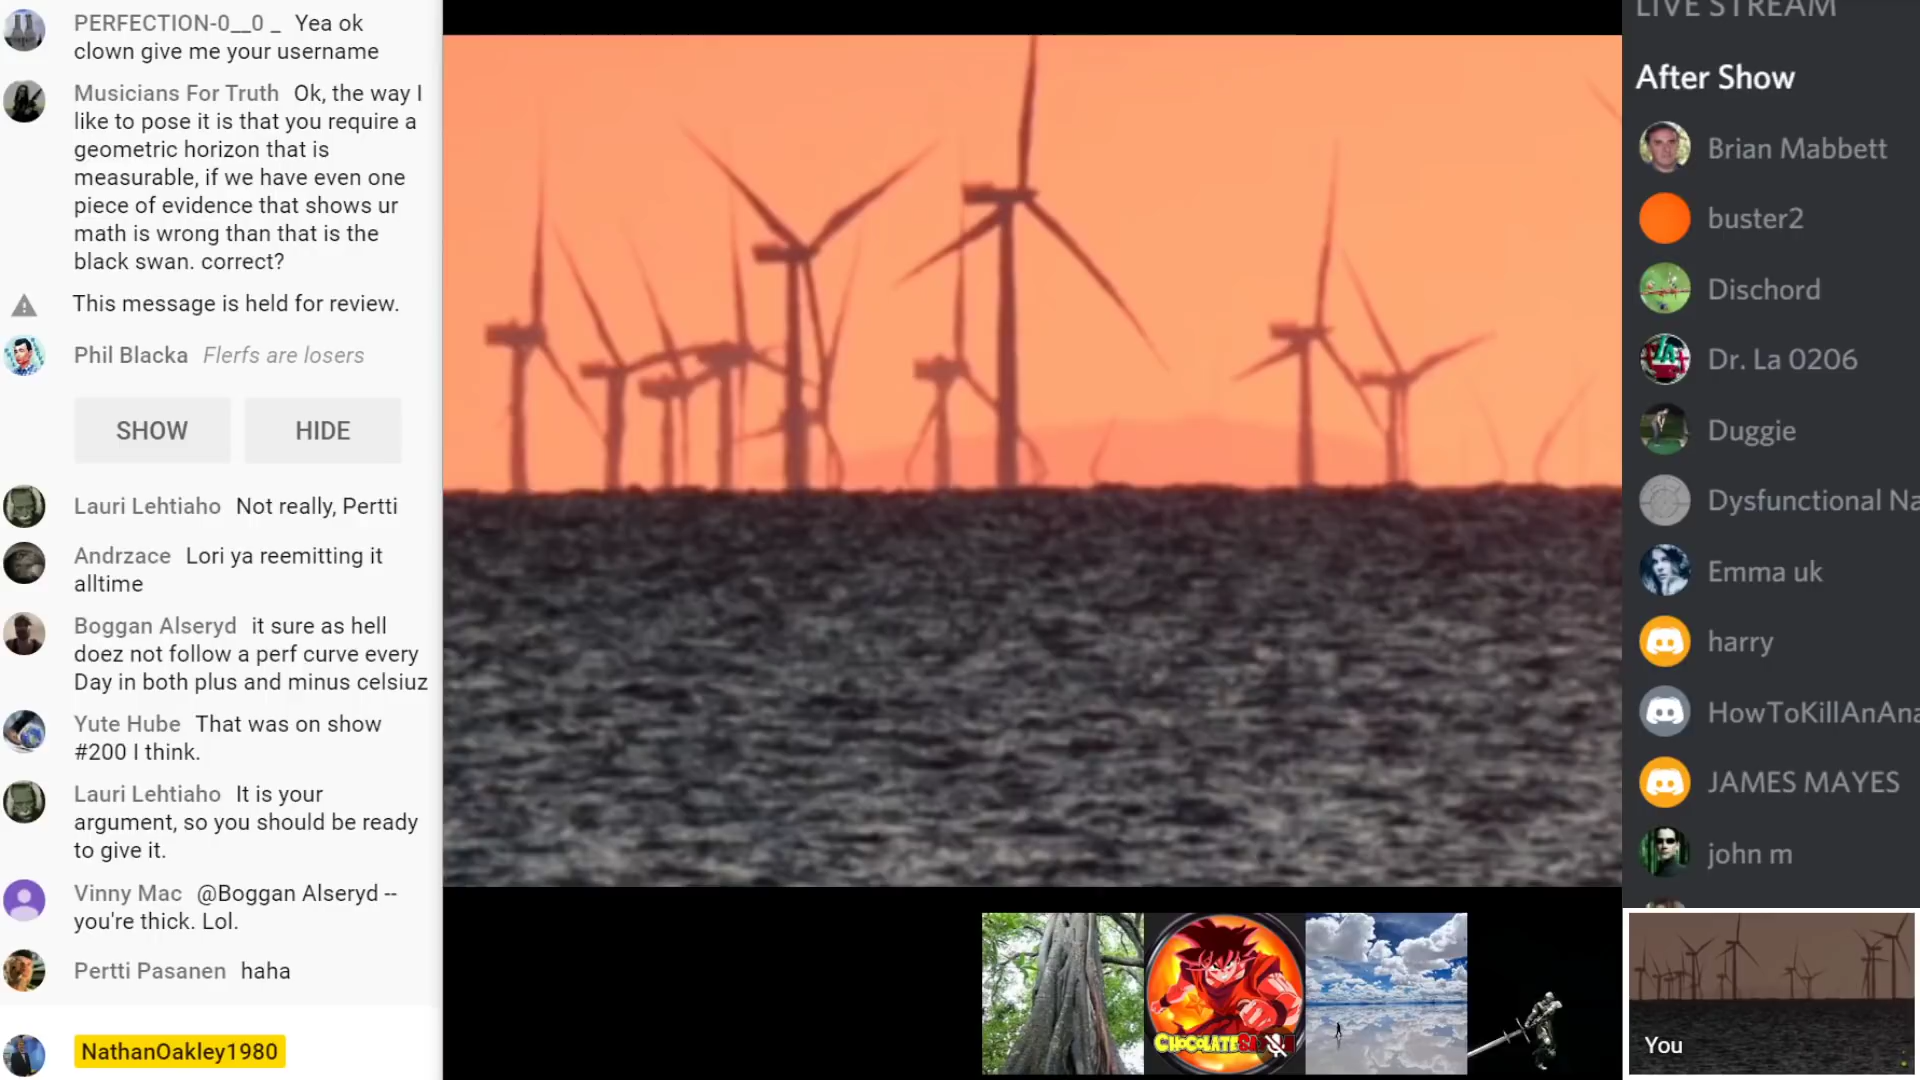 PERFECTION-0__0 _ Yea ok
clown give me your username
Musicians For Truth Ok, the way I
like to pose it is that you require a
geometric horizon that is
measurable, if we have even one
piece of evidence that shows ur
math is wrong than that is the
black swan. correct?
This message is held for review.
Phil Blacka Flerfs are losers
SHOW HIDE
Lauri Lehtiaho Not really, Pertti
Andrzace Lori ya reemitting it
alltime
Boggan Alseryd it sure as hell
doez not follow a perf curve every
Day in both plus and minus celsiuz
Yute Hube That was on show
#200 I think.
Lauri Lehtiaho It is your
argument, so you should be ready
to give it.
Vinny Mac @Boggan Alseryd --
you're thick. Lol.
Pertti Pasanen haha
NathanOakley1980
LIVE STREAM
After Show
Brian Mabbett
buster2
Dischord
Dr. La 0206
Duggie
Dysfunctional Na
Emma uk
harry
HowToKillAnAna
JAMES MAYES
john m
You